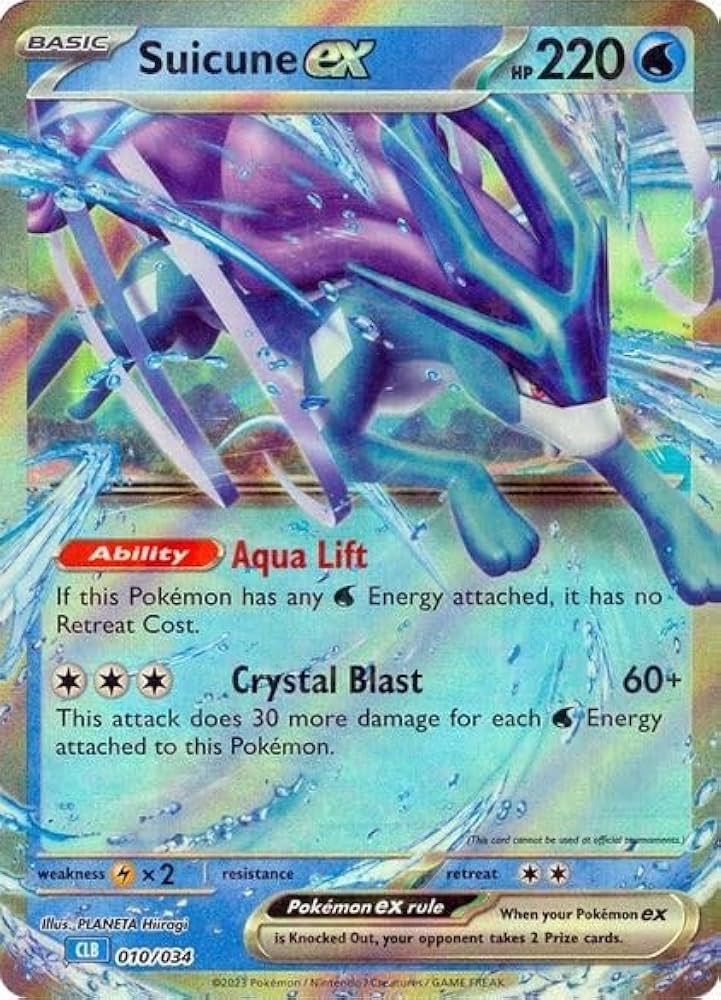 BASIC Suicune ex HP 220
Ability Aqua Lift
If this Pokémon has any Energy attached, it has no
Retreat Cost.
Crystal Blast 60+
This attack does 30 more damage for each Energy
attached to this Pokémon.
(This card cannot be used at official tournaments.)
weakness ×2 resistance retreat
Illus. PLANETA Hiiragi
Pokémon ex rule When your Pokémon ex
is Knocked Out, your opponent takes 2 Prize cards.
CLB 010/034
©2023 Pokémon / Nintendo / Creatures / GAME FREAK